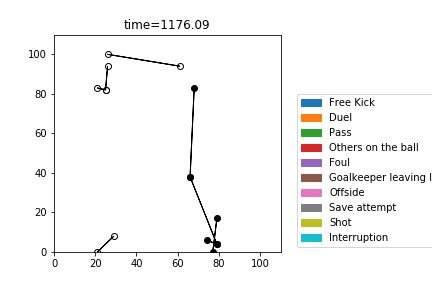 time=1176.09
100
80
60
40
20
0
0 20 40 60 80 100
Free Kick
Duel
Pass
Others on the ball
Foul
Goalkeeper leaving l
Offside
Save attempt
Shot
Interruption